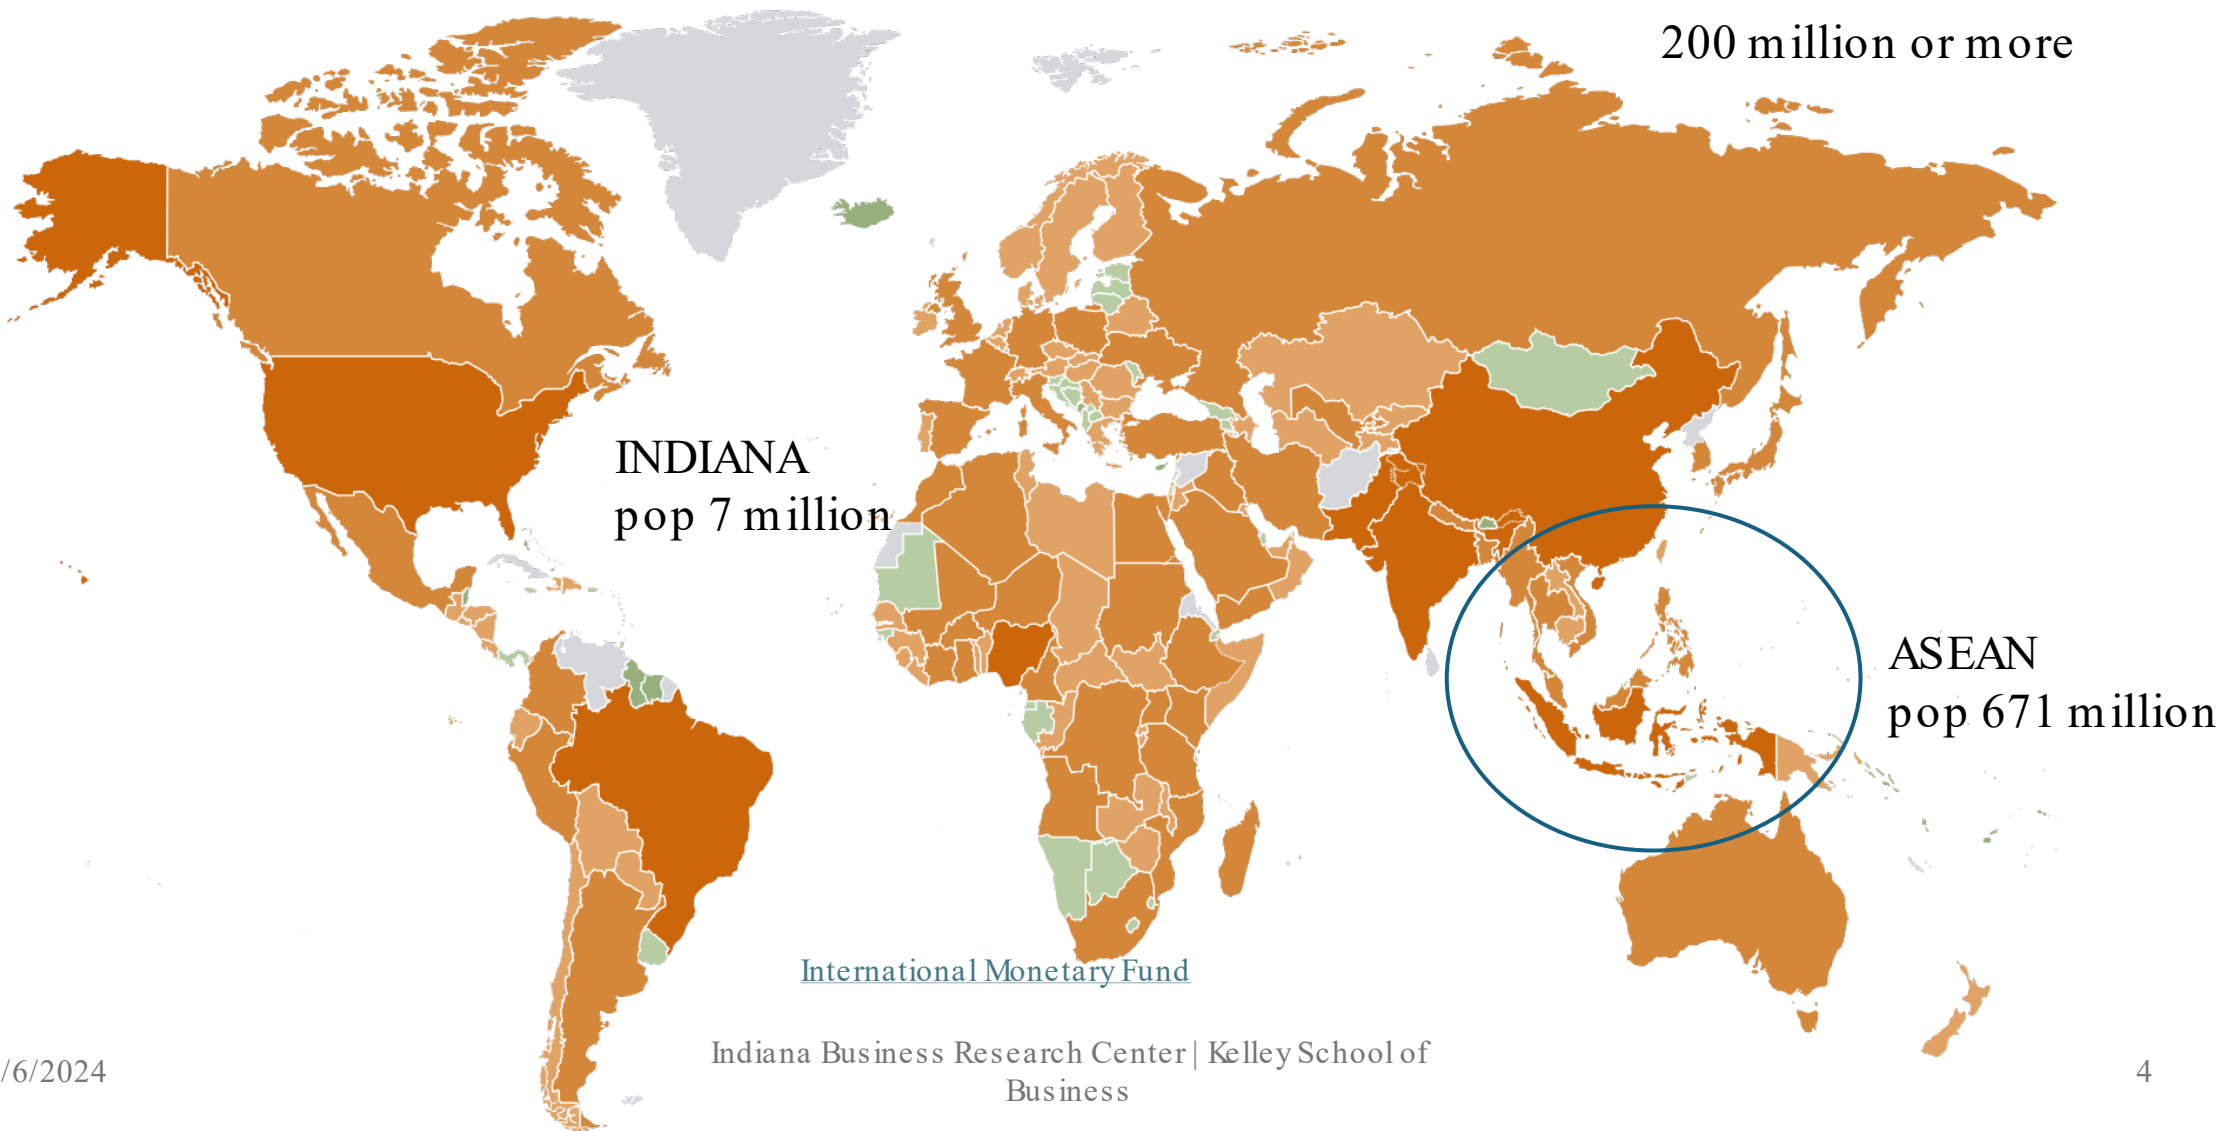 200 million or more
INDIANA
pop 7 million
ASEAN
pop 671 million
International Monetary Fund
Indiana Business Research Center | Kelley School of
Business
/6/2024
4